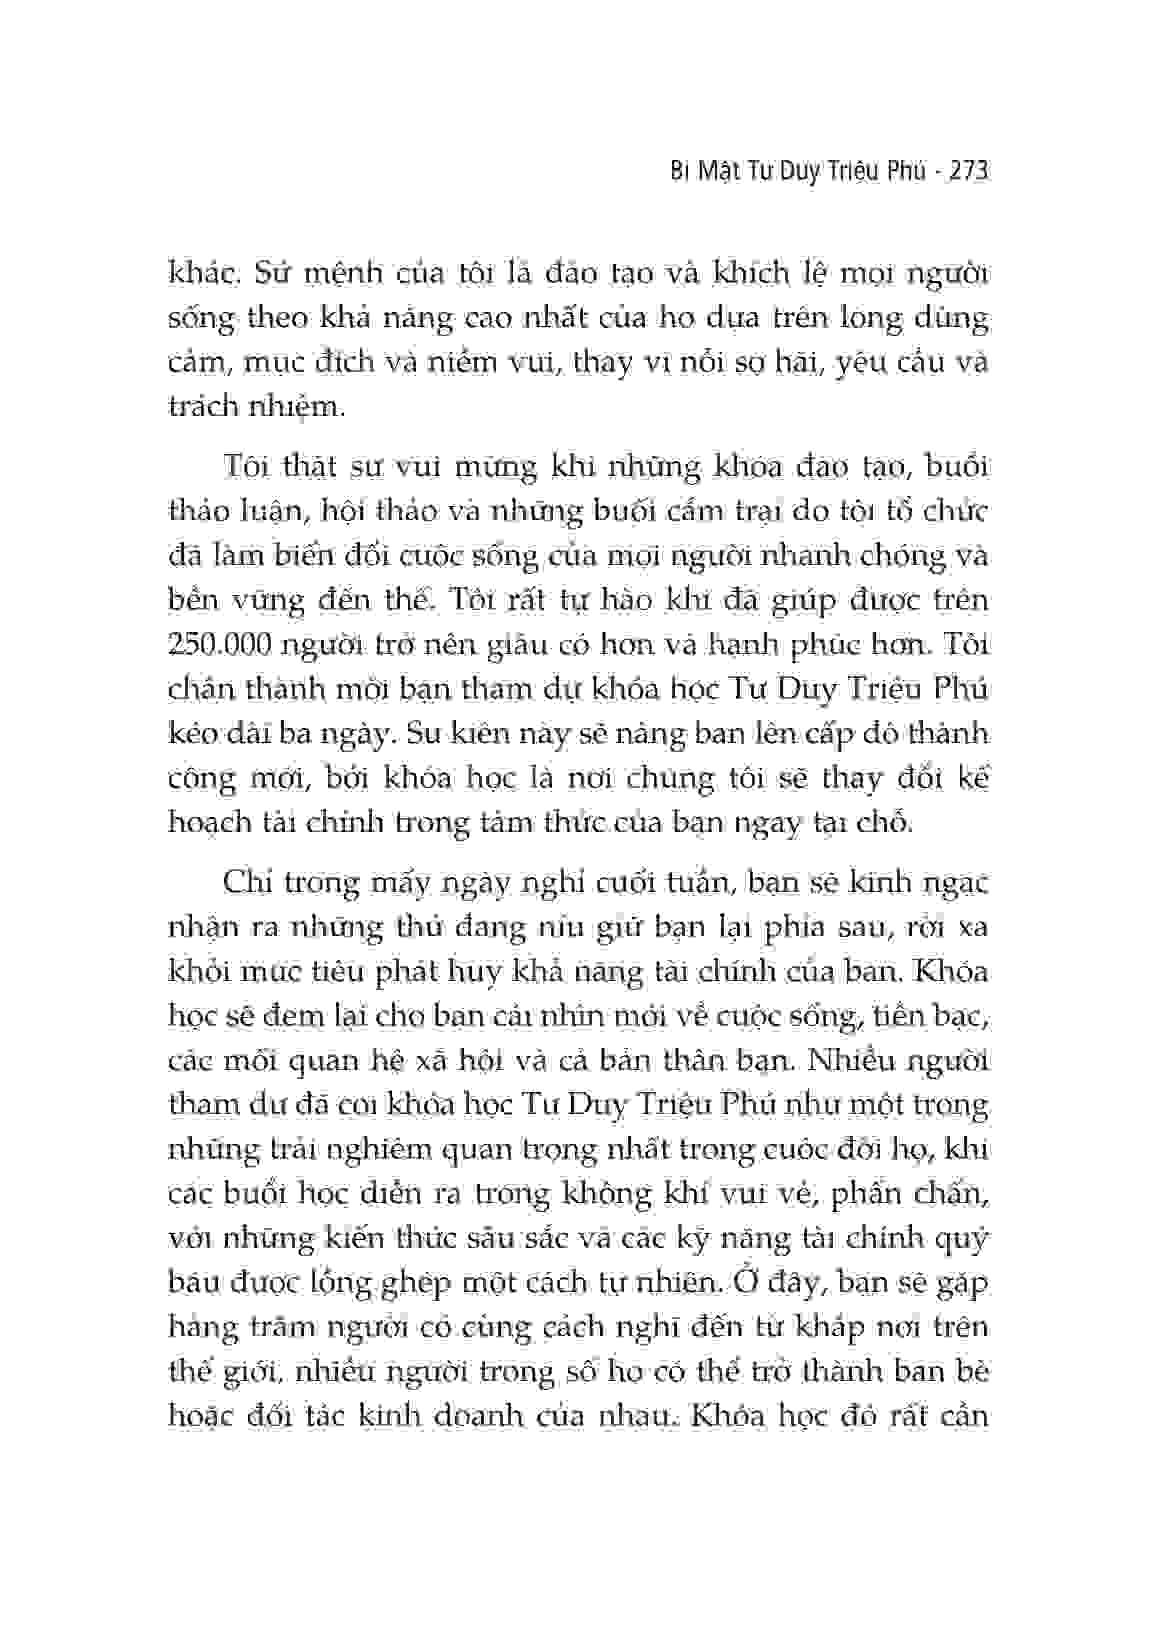 Bí Mật Tư Duy Triệu Phú - 273
khác. Sứ mệnh của tôi là đào tạo và khích lệ mọi người
sống theo khả năng cao nhất của họ dựa trên lòng dũng
cảm, mục đích và niềm vui, thay vì nỗi sợ hãi, yêu cầu và
trách nhiệm.
Tôi thật sự vui mừng khi những khóa đào tạo, buổi
thảo luận, hội thảo và những buổi cắm trại do tôi tổ chức
đã làm biến đổi cuộc sống của mọi người nhanh chóng và
bền vững đến thế. Tôi rất tự hào khi đã giúp được trên
250.000 người trở nên giàu có hơn và hạnh phúc hơn. Tôi
chân thành mời bạn tham dự khóa học Tư Duy Triệu Phú
kéo dài ba ngày. Sự kiện này sẽ nâng bạn lên cấp độ thành
công mới, bởi khóa học là nơi chúng tôi sẽ thay đổi kế
hoạch tài chính trong tâm thức của bạn ngay tại chỗ.
Chỉ trong mấy ngày nghỉ cuối tuần, bạn sẽ kinh ngạc
nhận ra những thứ đang níu giữ bạn lại phía sau, rời xa
khỏi mục tiêu phát huy khả năng tài chính của bạn. Khóa
học sẽ đem lại cho bạn cái nhìn mới về cuộc sống, tiền bạc,
các mối quan hệ xã hội và cả bản thân bạn. Nhiều người
tham dự đã coi khóa học Tư Duy Triệu Phú như một trong
những trải nghiệm quan trọng nhất trong cuộc đời họ, khi
các buổi học diễn ra trong không khí vui vẻ, phấn chấn,
với những kiến thức sâu sắc và các kỹ năng tài chính quý
báu được lồng ghép một cách tự nhiên. Ở đây, bạn sẽ gặp
hàng trăm người có cùng cách nghĩ đến từ khắp nơi trên
thế giới, nhiều người trong số họ có thể trở thành bạn bè
hoặc đối tác kinh doanh của nhau. Khóa học đó rất cần